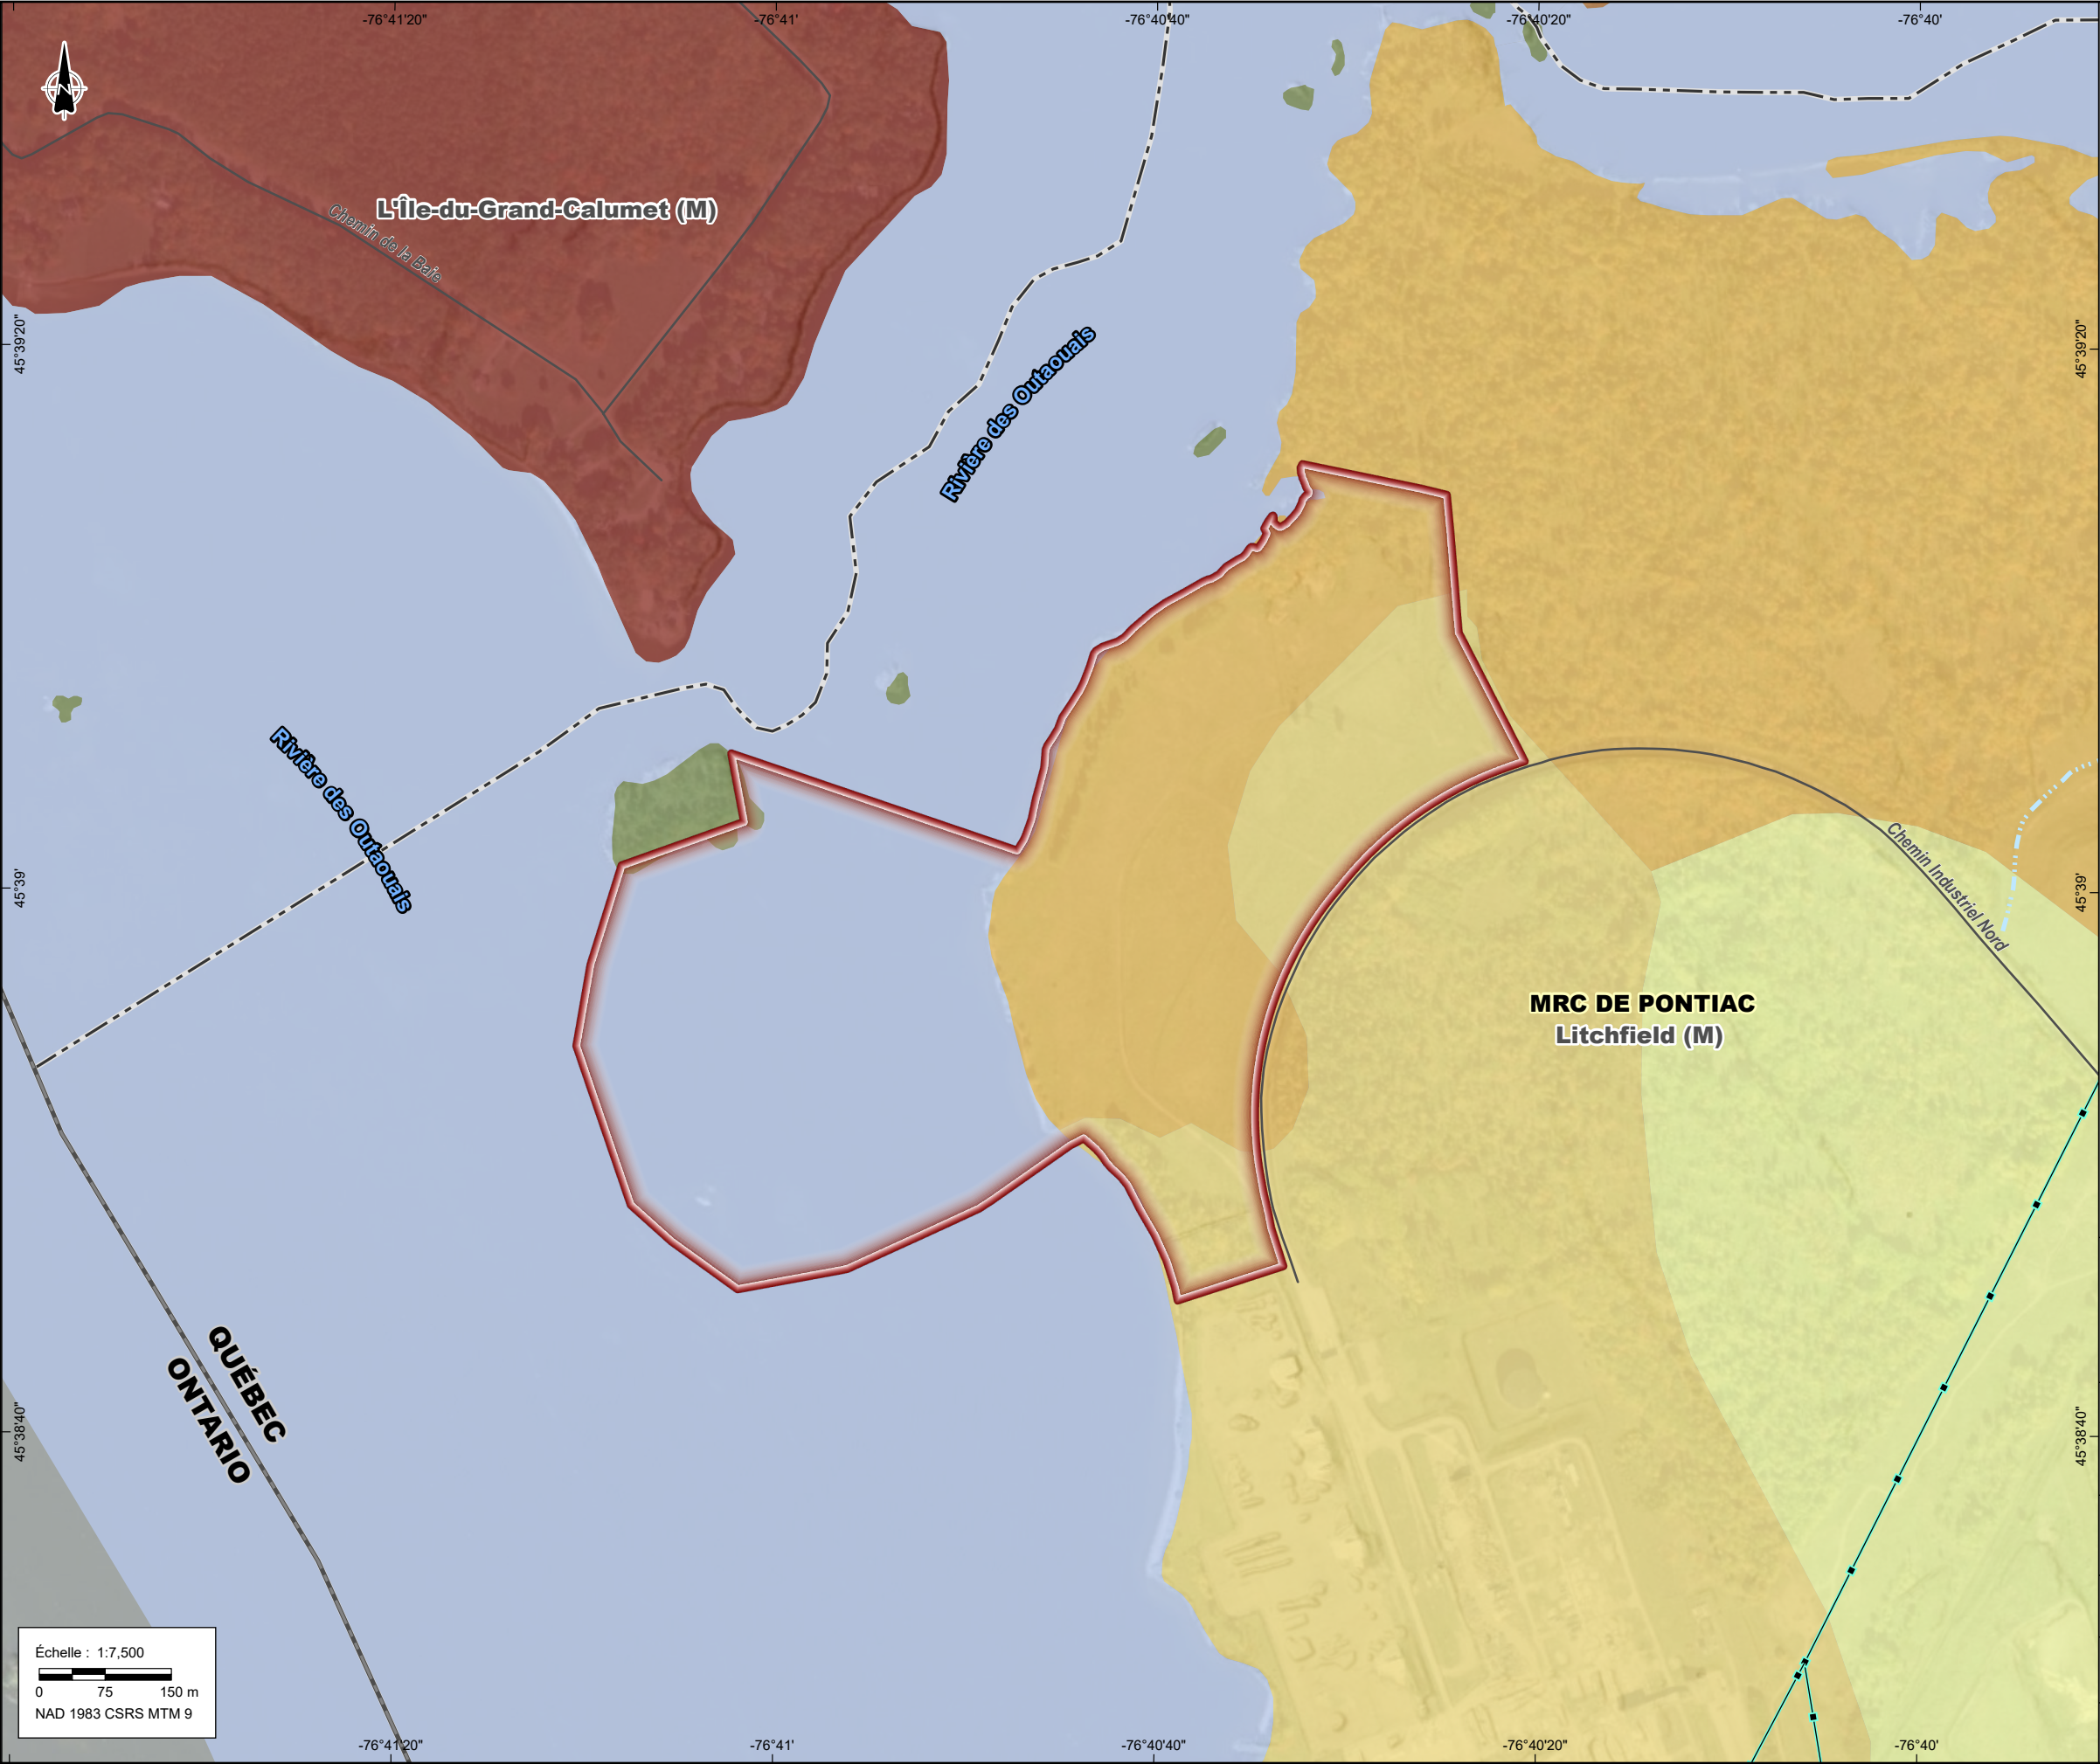 -76°41'20" -76°41' -76°40'40" -76°40'20" -76°40'
N
L'Île-du-Grand-Calumet (M)
Chemin de la Baie
45°39'20" 45°39'20"
Rivière des Outaouais
Rivière des Outaouais
Chemin Industriel Nord
45°39' 45°39'
MRC DE PONTIAC
Litchfield (M)
QUÉBEC
ONTARIO
45°38'40" 45°38'40"
Échelle : 1:7,500
0 75 150 m
NAD 1983 CSRS MTM 9
-76°41'20" -76°41' -76°40'40" -76°40'20" -76°40'